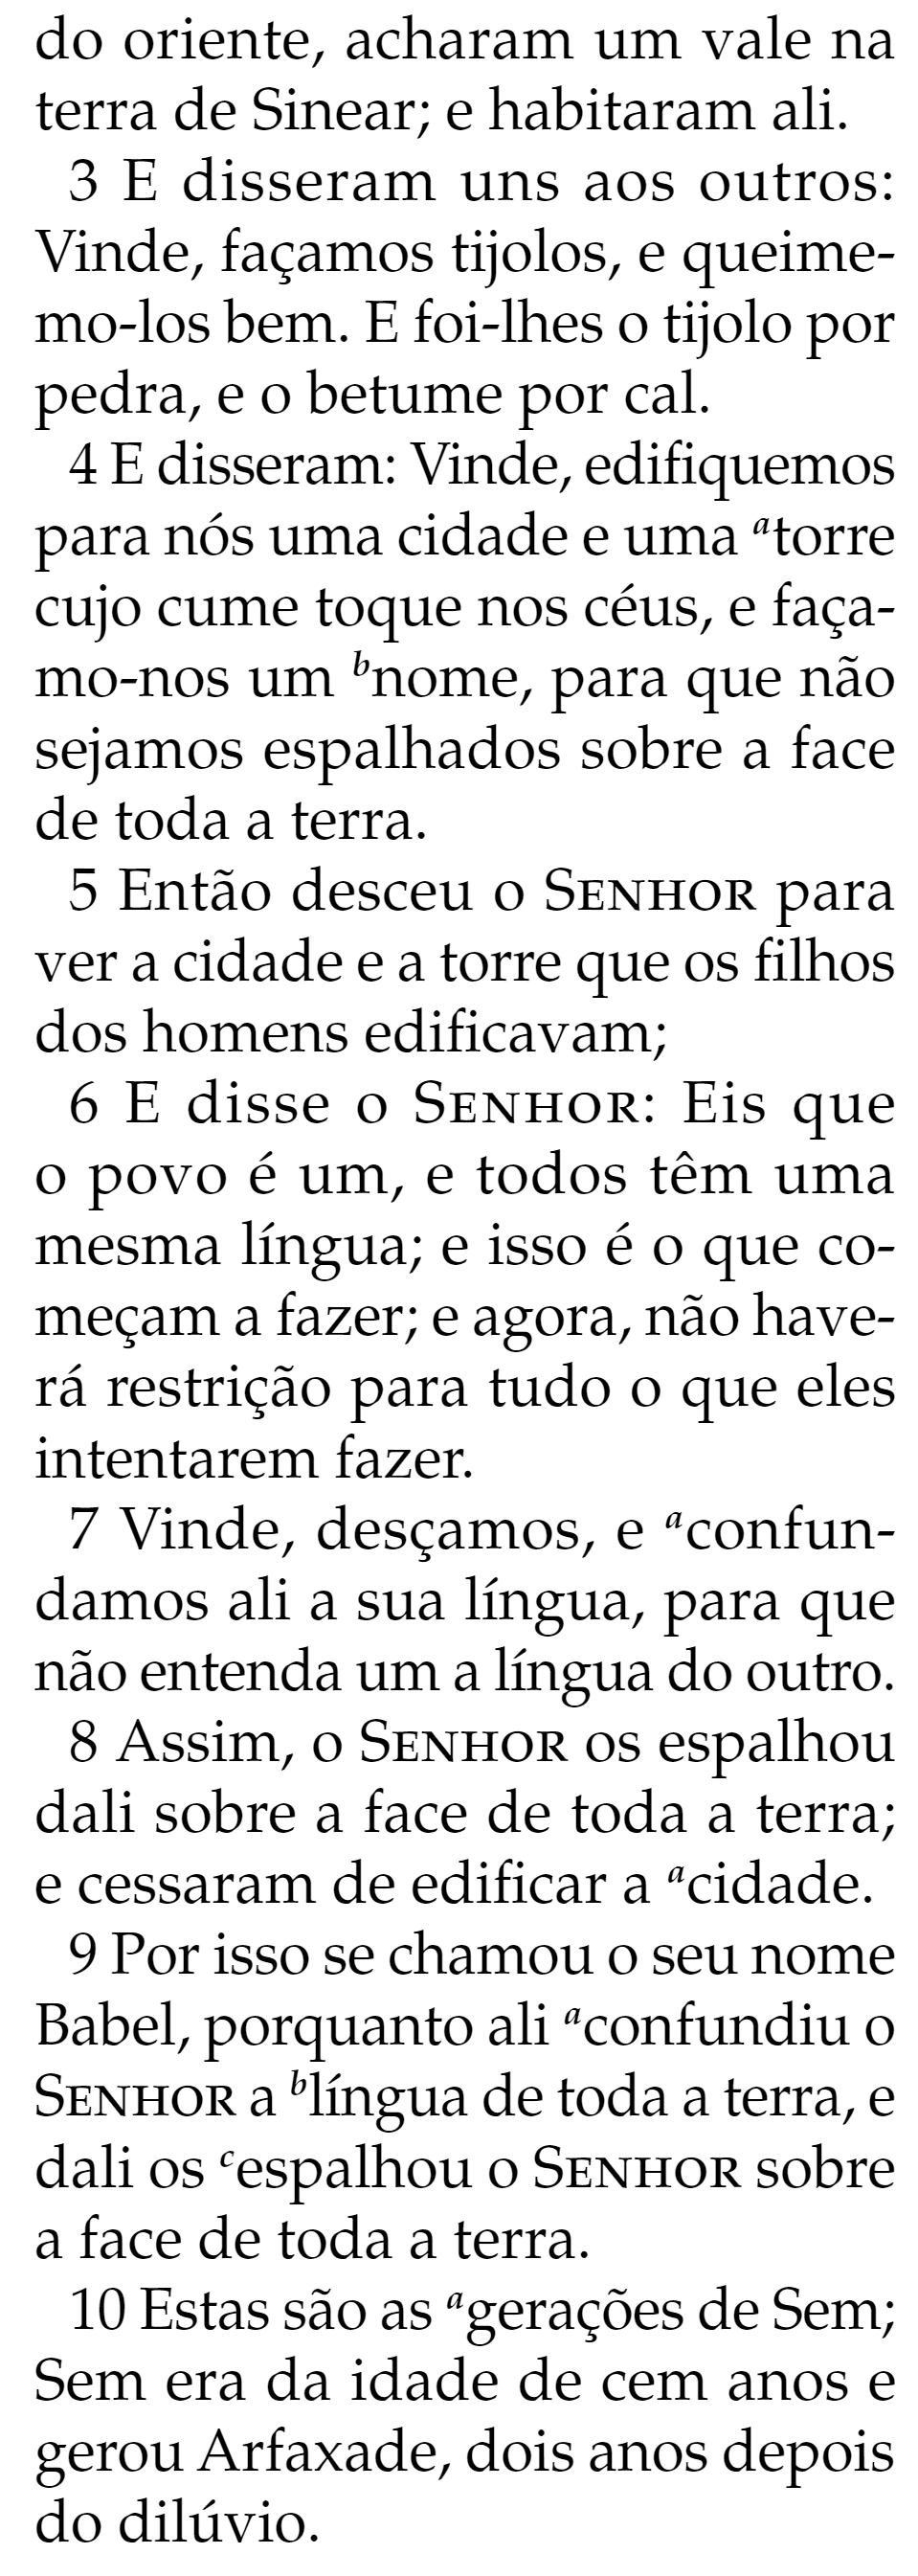 do oriente, acharam um vale na
terra de Sinear; e habitaram ali.
3 E disseram uns aos outros:
Vinde, façamos tijolos, e queime-
mo-los bem. E foi-lhes o tijolo por
pedra, e o betume por cal.
4 E disseram: Vinde, edifiquemos
para nós uma cidade e uma ᵃtorre
cujo cume toque nos céus, e faça-
mo-nos um ᵇnome, para que não
sejamos espalhados sobre a face
de toda a terra.
5 Então desceu o SENHOR para
ver a cidade e a torre que os filhos
dos homens edificavam;
6 E disse o SENHOR: Eis que
o povo é um, e todos têm uma
mesma língua; e isso é o que co-
meçam a fazer; e agora, não have-
rá restrição para tudo o que eles
intentarem fazer.
7 Vinde, desçamos, e ᵃconfun-
damos ali a sua língua, para que
não entenda um a língua do outro.
8 Assim, o SENHOR os espalhou
dali sobre a face de toda a terra;
e cessaram de edificar a ᵃcidade.
9 Por isso se chamou o seu nome
Babel, porquanto ali ᵃconfundiu o
SENHOR a ᵇlíngua de toda a terra, e
dali os ᶜespalhou o SENHOR sobre
a face de toda a terra.
10 Estas são as ᵃgerações de Sem;
Sem era da idade de cem anos e
gerou Arfaxade, dois anos depois
do dilúvio.